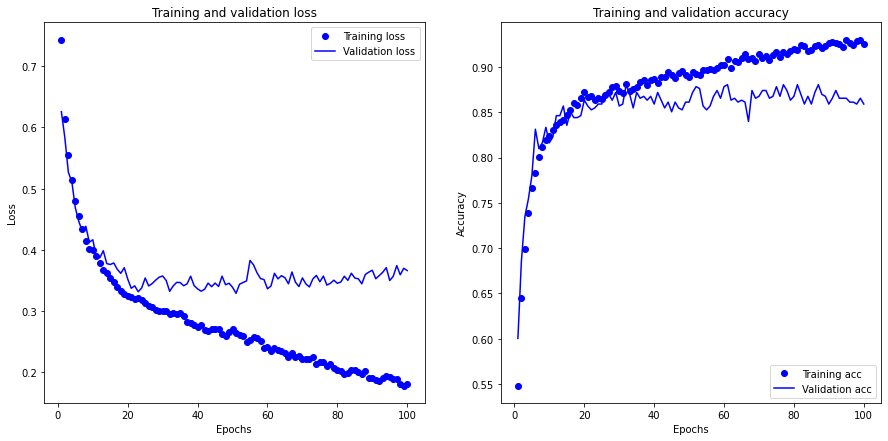 Training and validation loss
Training loss
Validation loss
Loss
0.7
0.6
0.5
0.4
0.3
0.2
0
20
40
60
80
100
Epochs
Training and validation accuracy
Accuracy
0.90
0.85
0.80
0.75
0.70
0.65
0.60
0.55
Training acc
Validation acc
0
20
40
60
80
100
Epochs